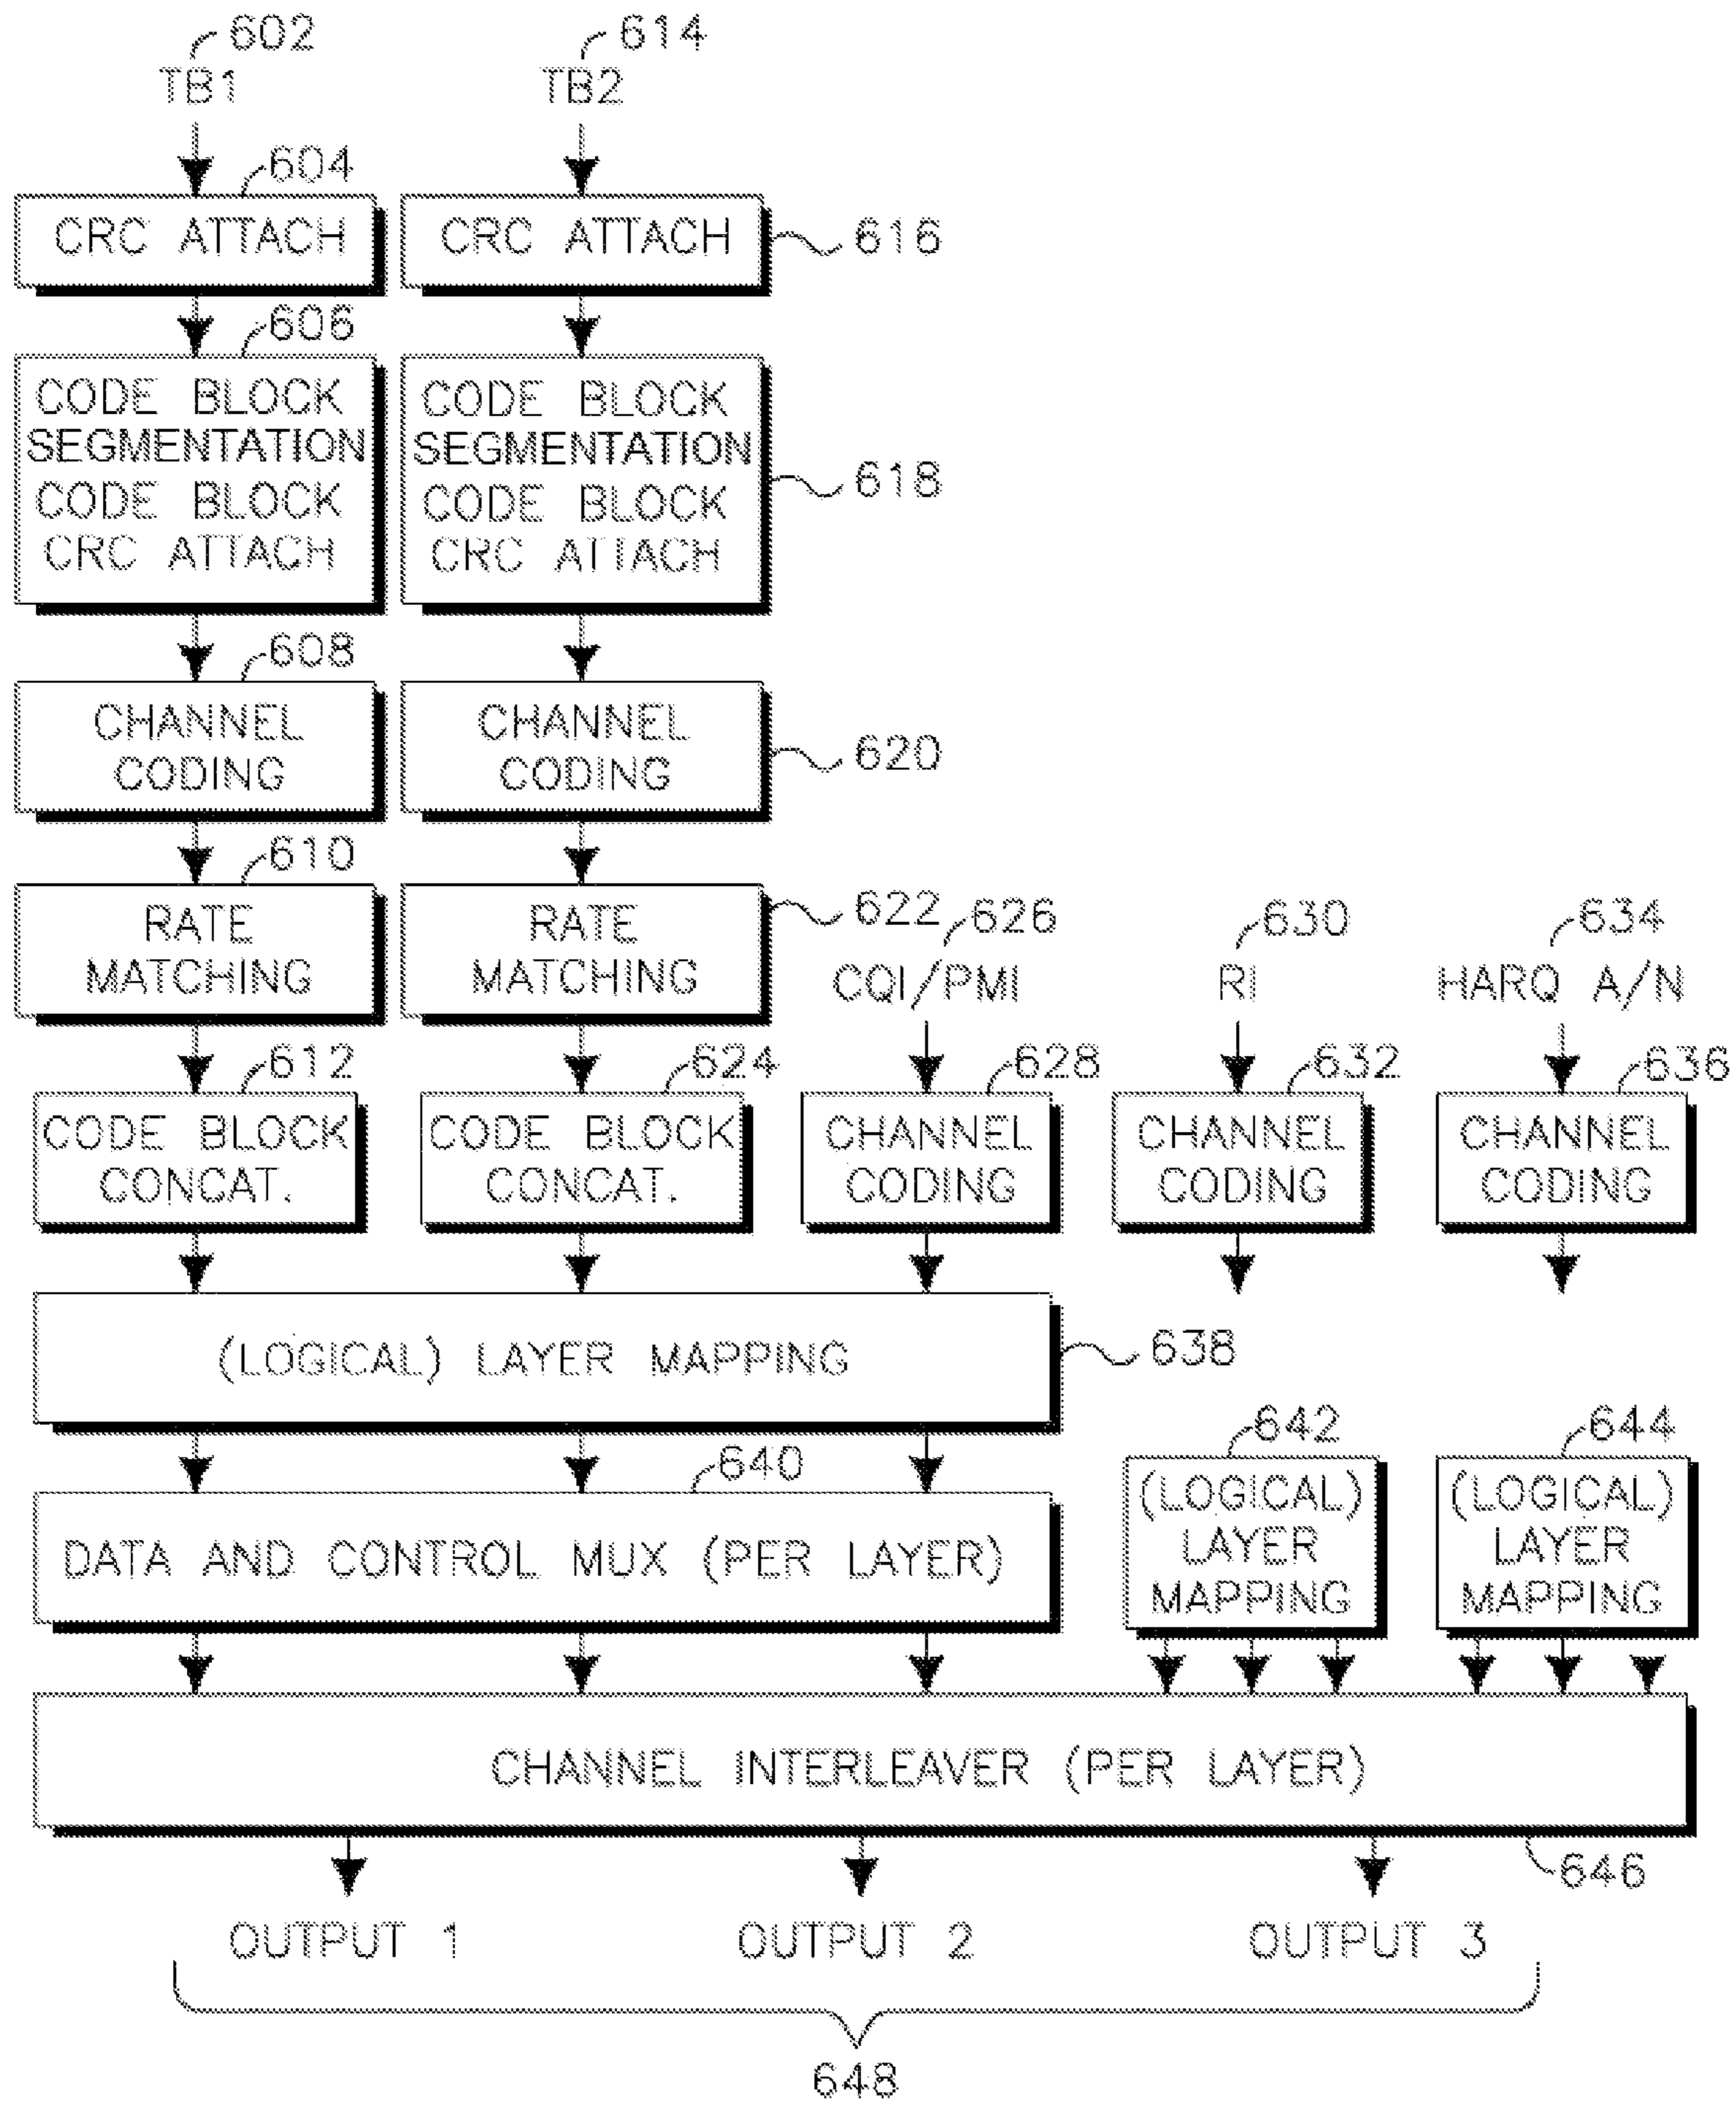 602
614
TB1
TB2
604
CRC ATTACH
CRC ATTACH
616
606
CODE BLOCK
SEGMENTATION
CODE BLOCK
CRC ATTACH
CODE BLOCK
SEGMENTATION
CODE BLOCK
CRC ATTACH
618
608
CHANNEL
CODING
CHANNEL
CODING
620
610
RATE
MATCHING
RATE
MATCHING
622
626
CQI/PMI
630
RI
634
HARQ A/N
612
CODE BLOCK
CONCAT.
624
CODE BLOCK
CONCAT.
628
CHANNEL
CODING
632
CHANNEL
CODING
636
CHANNEL
CODING
(LOGICAL) LAYER MAPPING
638
640
DATA AND CONTROL MUX (PER LAYER)
642
(LOGICAL)
LAYER
MAPPING
644
(LOGICAL)
LAYER
MAPPING
CHANNEL INTERLEAVER (PER LAYER)
646
OUTPUT 1
OUTPUT 2
OUTPUT 3
648